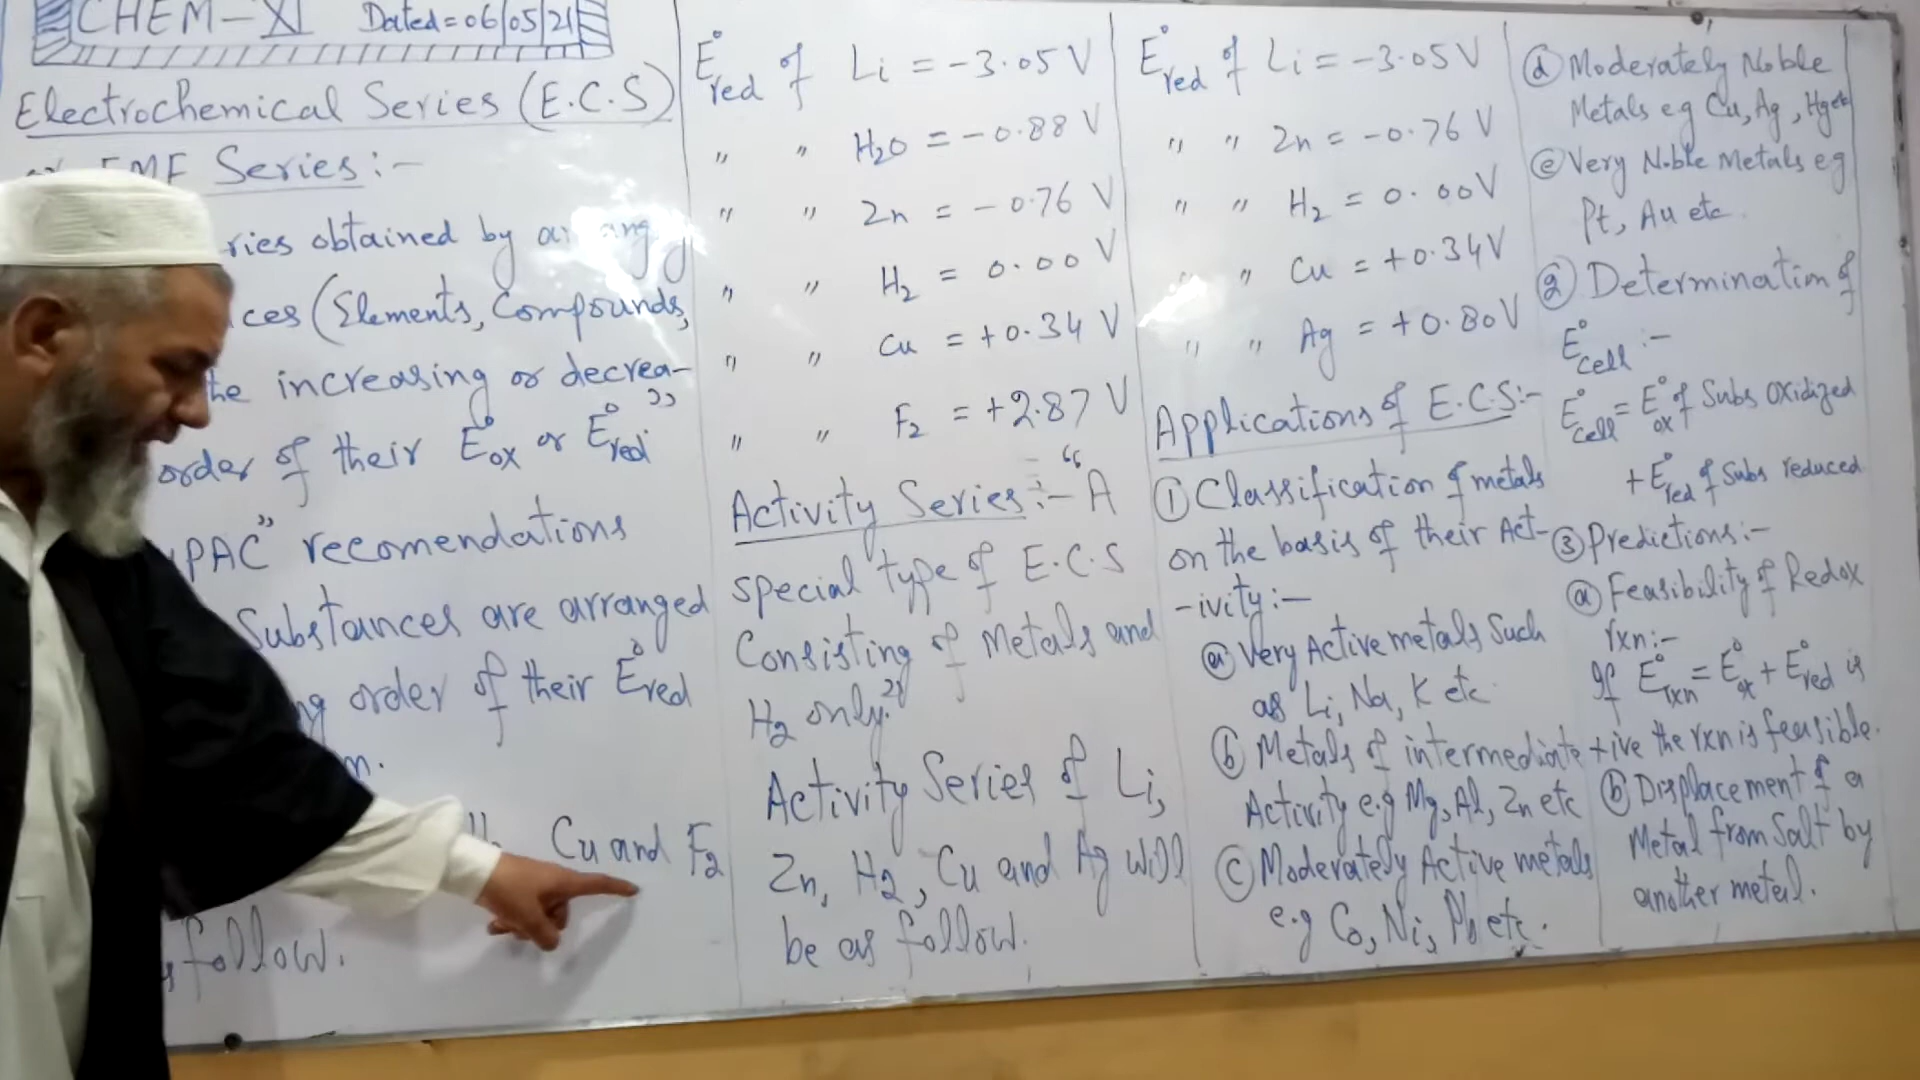 CHEM-XI Dated=06/05/21
Electrochemical Series (E.C.S)
EMF Series:-
ries obtained by
ces (Elements, Compounds,
the increasing or decrea-
order of their E°ox or E°red"
PAC" recomendations
Substances are arranged
ng order of their E°red
m.
Cu and F2
follow.
E°red of Li = -3.05 V
" " H2O = -0.88 V
" " Zn = -0.76 V
" " H2 = 0.00 V
" " Cu = +0.34 V
" " F2 = +2.87 V
Activity Series:- "A
special type of E.C.S
Consisting of Metals and
H2 only."
Activity Series of Li,
Zn, H2, Cu and Ag will
be as follow.
E°red of Li = -3.05 V
" " Zn = -0.76 V
" " H2 = 0.00V
" " Cu = +0.34V
" " Ag = +0.80V
Applications of E.C.S:-
① Classification of metals
on the basis of their Act-
-ivity:-
ⓐ Very Active metals Such
as Li, Na, K etc
ⓑ Metals of intermediate
Activity e.g Mg, Al, Zn etc
ⓒ Moderately Active metals
e.g Co, Ni, Pb etc.
ⓓ Moderately Noble
Metals eg Cu, Ag, Hg etc
ⓔ Very Noble Metals eg
Pt, Au etc.
② Determination of
E°cell :-
E°cell = E°ox of Subs Oxidized
+ E°red of Subs reduced
③ Predictions:-
ⓐ Feasibility of Redox
rxn:-
If E°rxn = E°ox + E°red is
+ive the rxn is feasible.
ⓑ Displacement of a
Metal from Salt by
another metal.